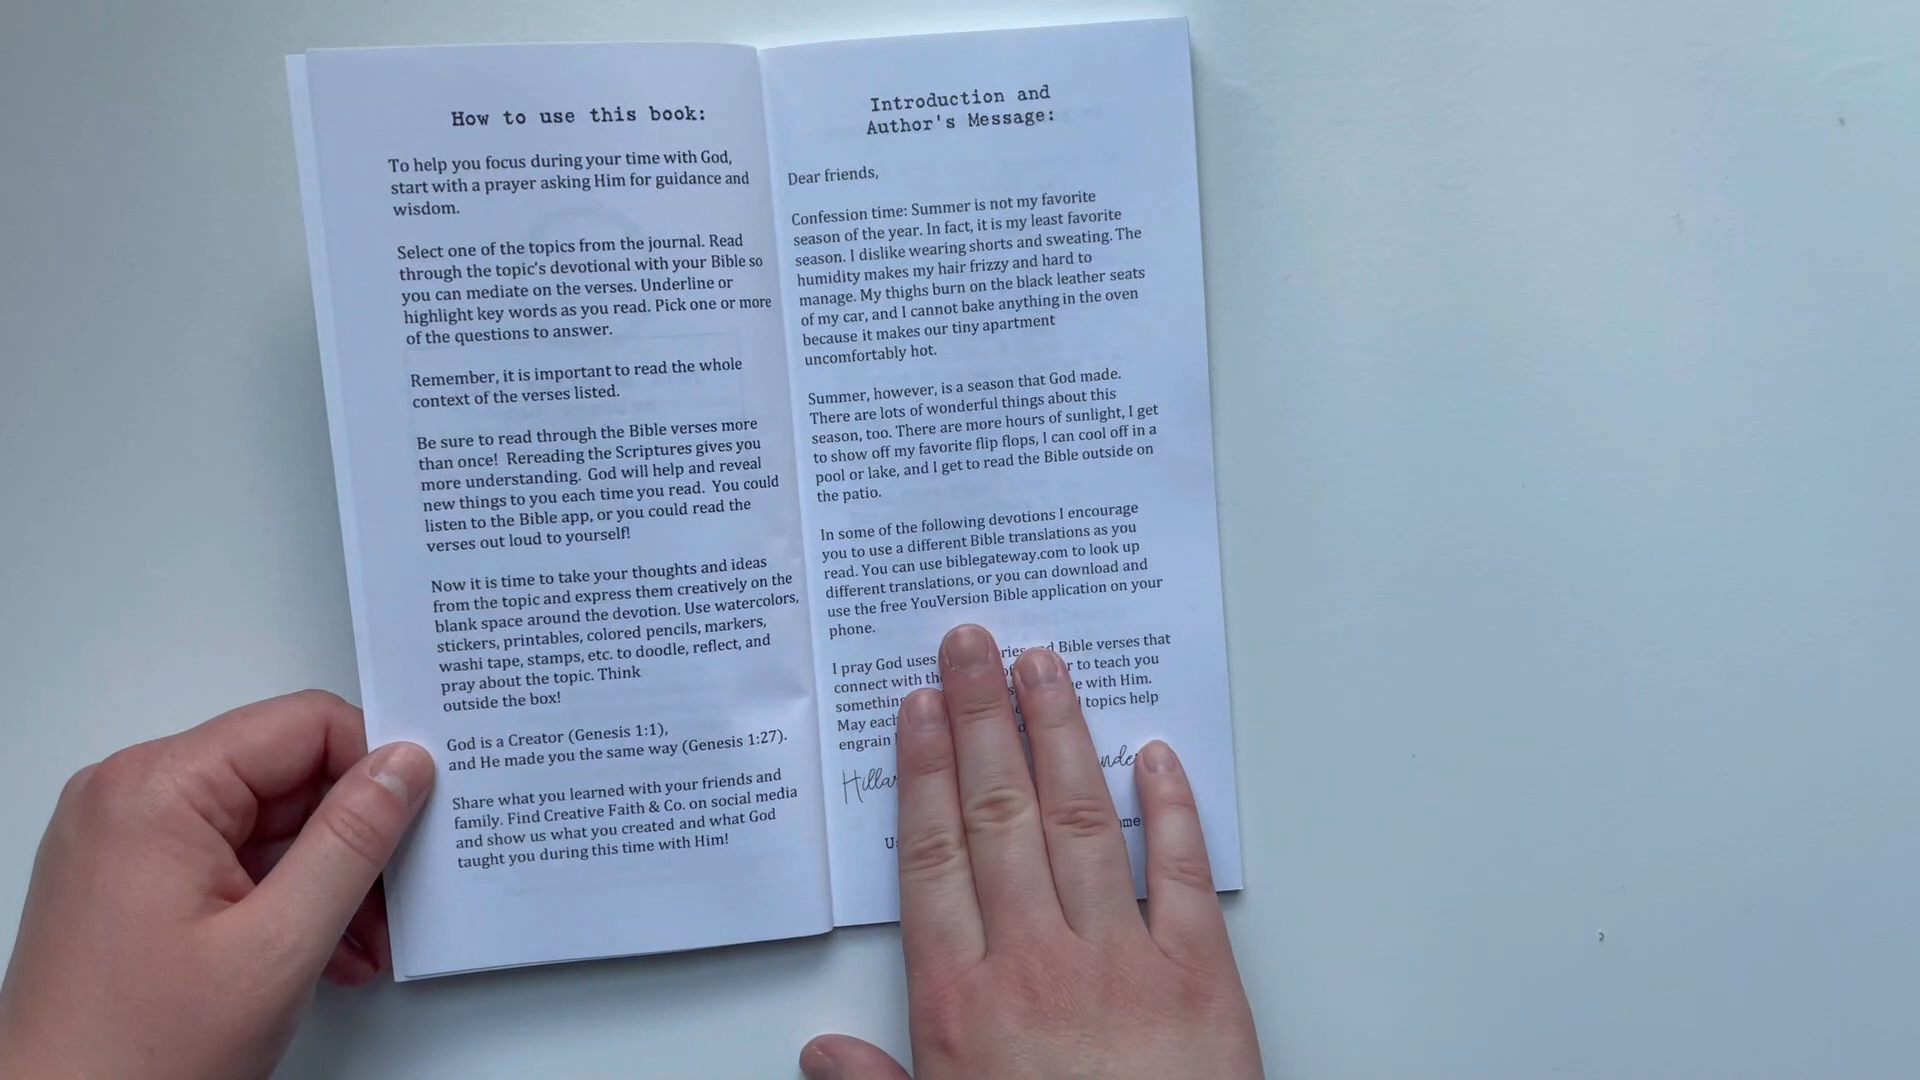 How to use this book:
To help you focus during your time with God,
start with a prayer asking Him for guidance and
wisdom.
Select one of the topics from the journal. Read
through the topic's devotional with your Bible so
you can mediate on the verses. Underline or
highlight key words as you read. Pick one or more
of the questions to answer.
Remember, it is important to read the whole
context of the verses listed.
Be sure to read through the Bible verses more
than once! Rereading the Scriptures gives you
more understanding. God will help and reveal
new things to you each time you read. You could
listen to the Bible app, or you could read the
verses out loud to yourself!
Now it is time to take your thoughts and ideas
from the topic and express them creatively on the
blank space around the devotion. Use watercolors,
stickers, printables, colored pencils, markers,
washi tape, stamps, etc. to doodle, reflect, and
pray about the topic. Think
outside the box!
God is a Creator (Genesis 1:1),
and He made you the same way (Genesis 1:27).
Share what you learned with your friends and
family. Find Creative Faith & Co. on social media
and show us what you created and what God
taught you during this time with Him!
Introduction and
Author's Message:
Dear friends,
Confession time: Summer is not my favorite
season of the year. In fact, it is my least favorite
season. I dislike wearing shorts and sweating. The
humidity makes my hair frizzy and hard to
manage. My thighs burn on the black leather seats
of my car, and I cannot bake anything in the oven
because it makes our tiny apartment
uncomfortably hot.
Summer, however, is a season that God made.
There are lots of wonderful things about this
season, too. There are more hours of sunlight, I get
to show off my favorite flip flops, I can cool off in a
pool or lake, and I get to read the Bible outside on
the patio.
In some of the following devotions I encourage
you to use a different Bible translations as you
read. You can use biblegateway.com to look up
different translations, or you can download and
use the free YouVersion Bible application on your
phone.
I pray God uses Bible verses that
connect with to teach you
with Him.
May topics help
engrain